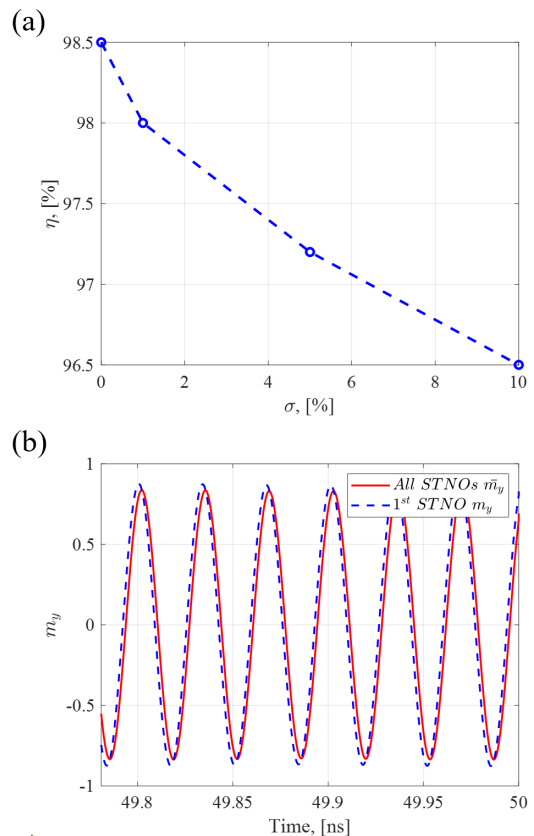 (a)
98.5
98
97.5
97
96.5
η, [%]
0 2 4 6 8 10
σ, [%]
(b)
1
0.5
0
-0.5
-1
m_y
All STNOs m̄_y
1^st STNO m_y
49.8 49.85 49.9 49.95 50
Time, [ns]